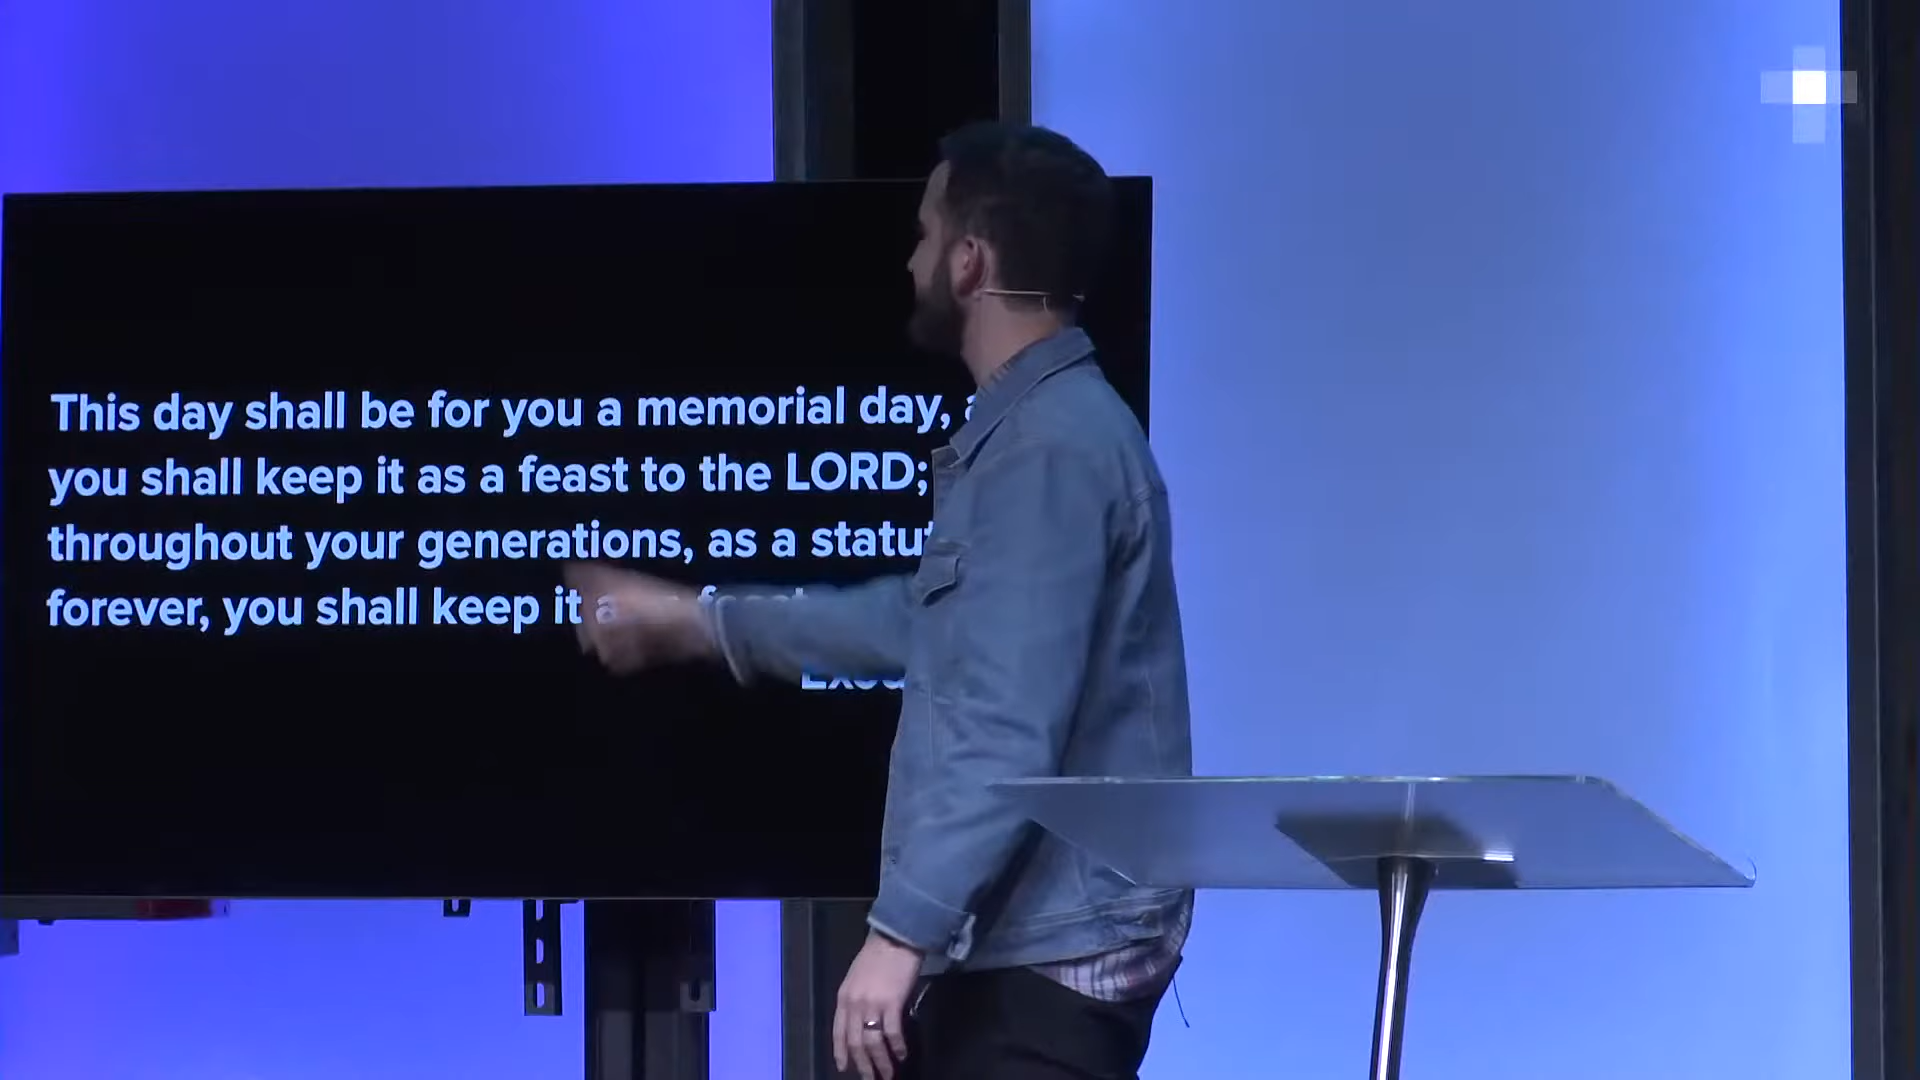 This day shall be for you a memorial day,
you shall keep it as a feast to the LORD;
throughout your generations, as a
forever, you shall keep it